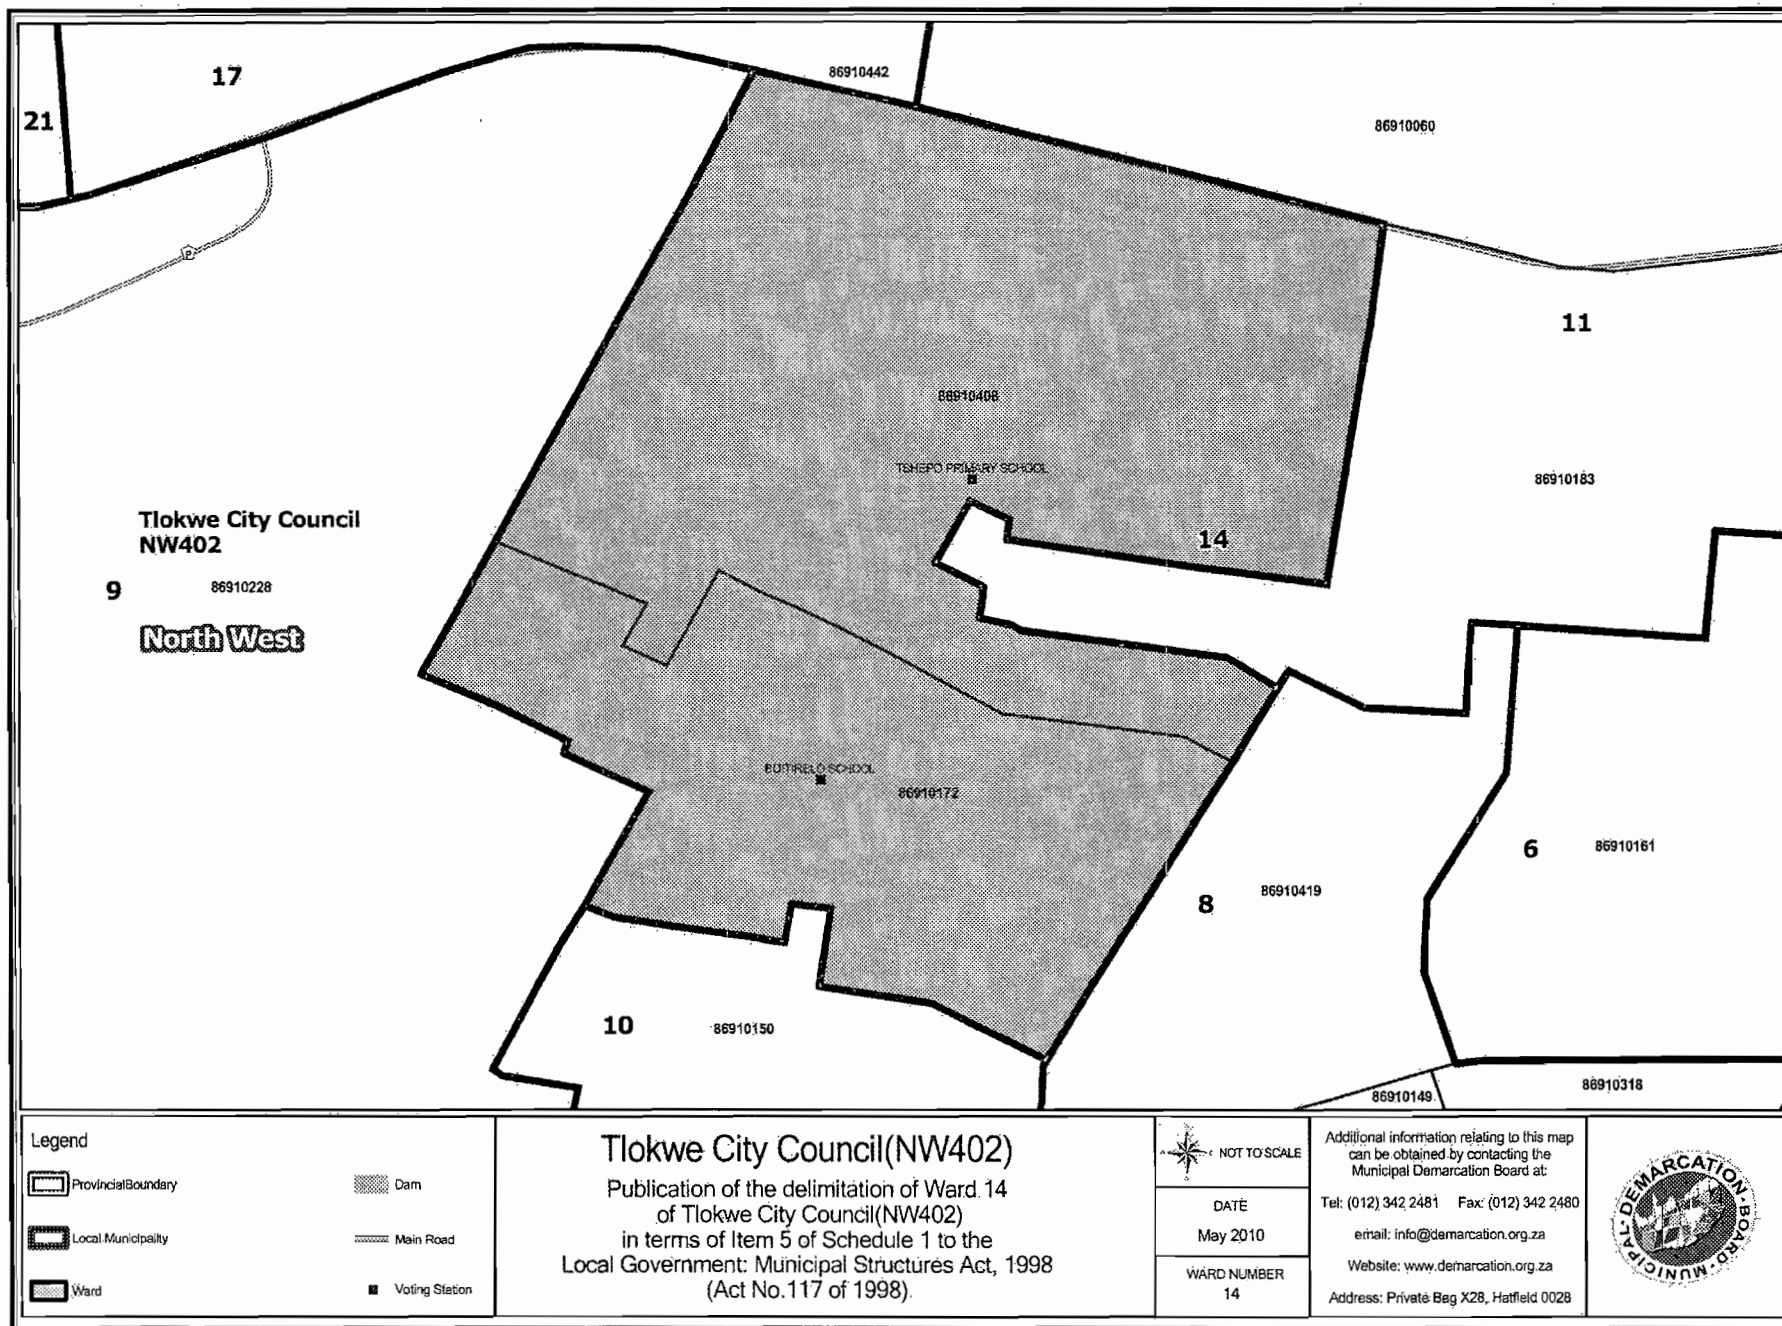 17
21
86910442
86910060
11
86910408
TSHEPO PRIMARY SCHOOL
86910183
14
Tlokwe City Council
NW402
9
86910228
North West
BOITIRELO SCHOOL
86910172
6
86910161
8
86910419
10
86910150
86910149
86910318
Legend
ProvincialBoundary
Local Municipality
Ward
Dam
Main Road
Voting Station
Tlokwe City Council(NW402)
Publication of the delimitation of Ward 14
of Tlokwe City Council(NW402)
in terms of Item 5 of Schedule 1 to the
Local Government: Municipal Structures Act, 1998
(Act No.117 of 1998)
NOT TO SCALE
DATE
May 2010
WARD NUMBER
14
Additional information relating to this map
can be obtained by contacting the
Municipal Demarcation Board at:
Tel: (012) 342 2481 Fax: (012) 342 2480
email: info@demarcation.org.za
Website: www.demarcation.org.za
Address: Private Bag X28, Hatfield 0028
MUNICIPAL DEMARCATION BOARD